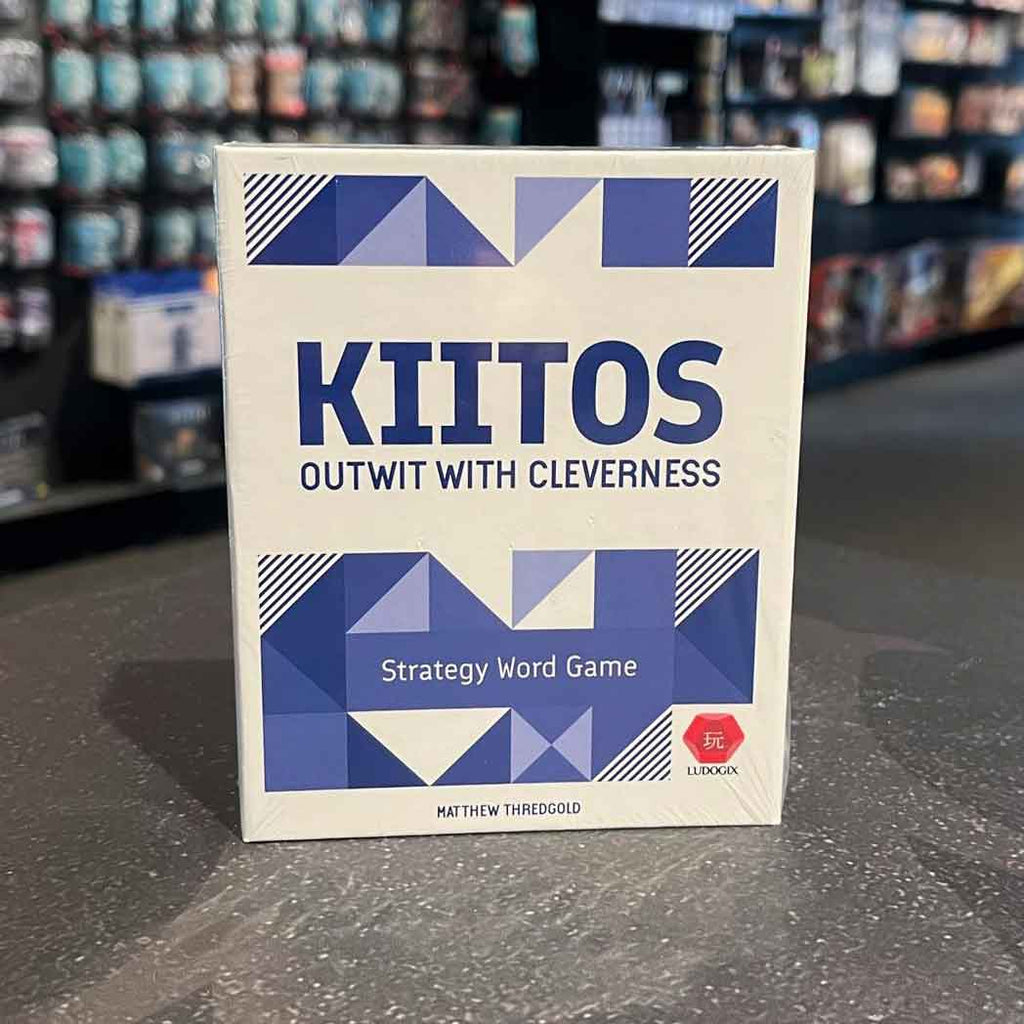 KIITOS
OUTWIT WITH CLEVERNESS
Strategy Word Game
玩
LUDOGIX
MATTHEW THREDGOLD